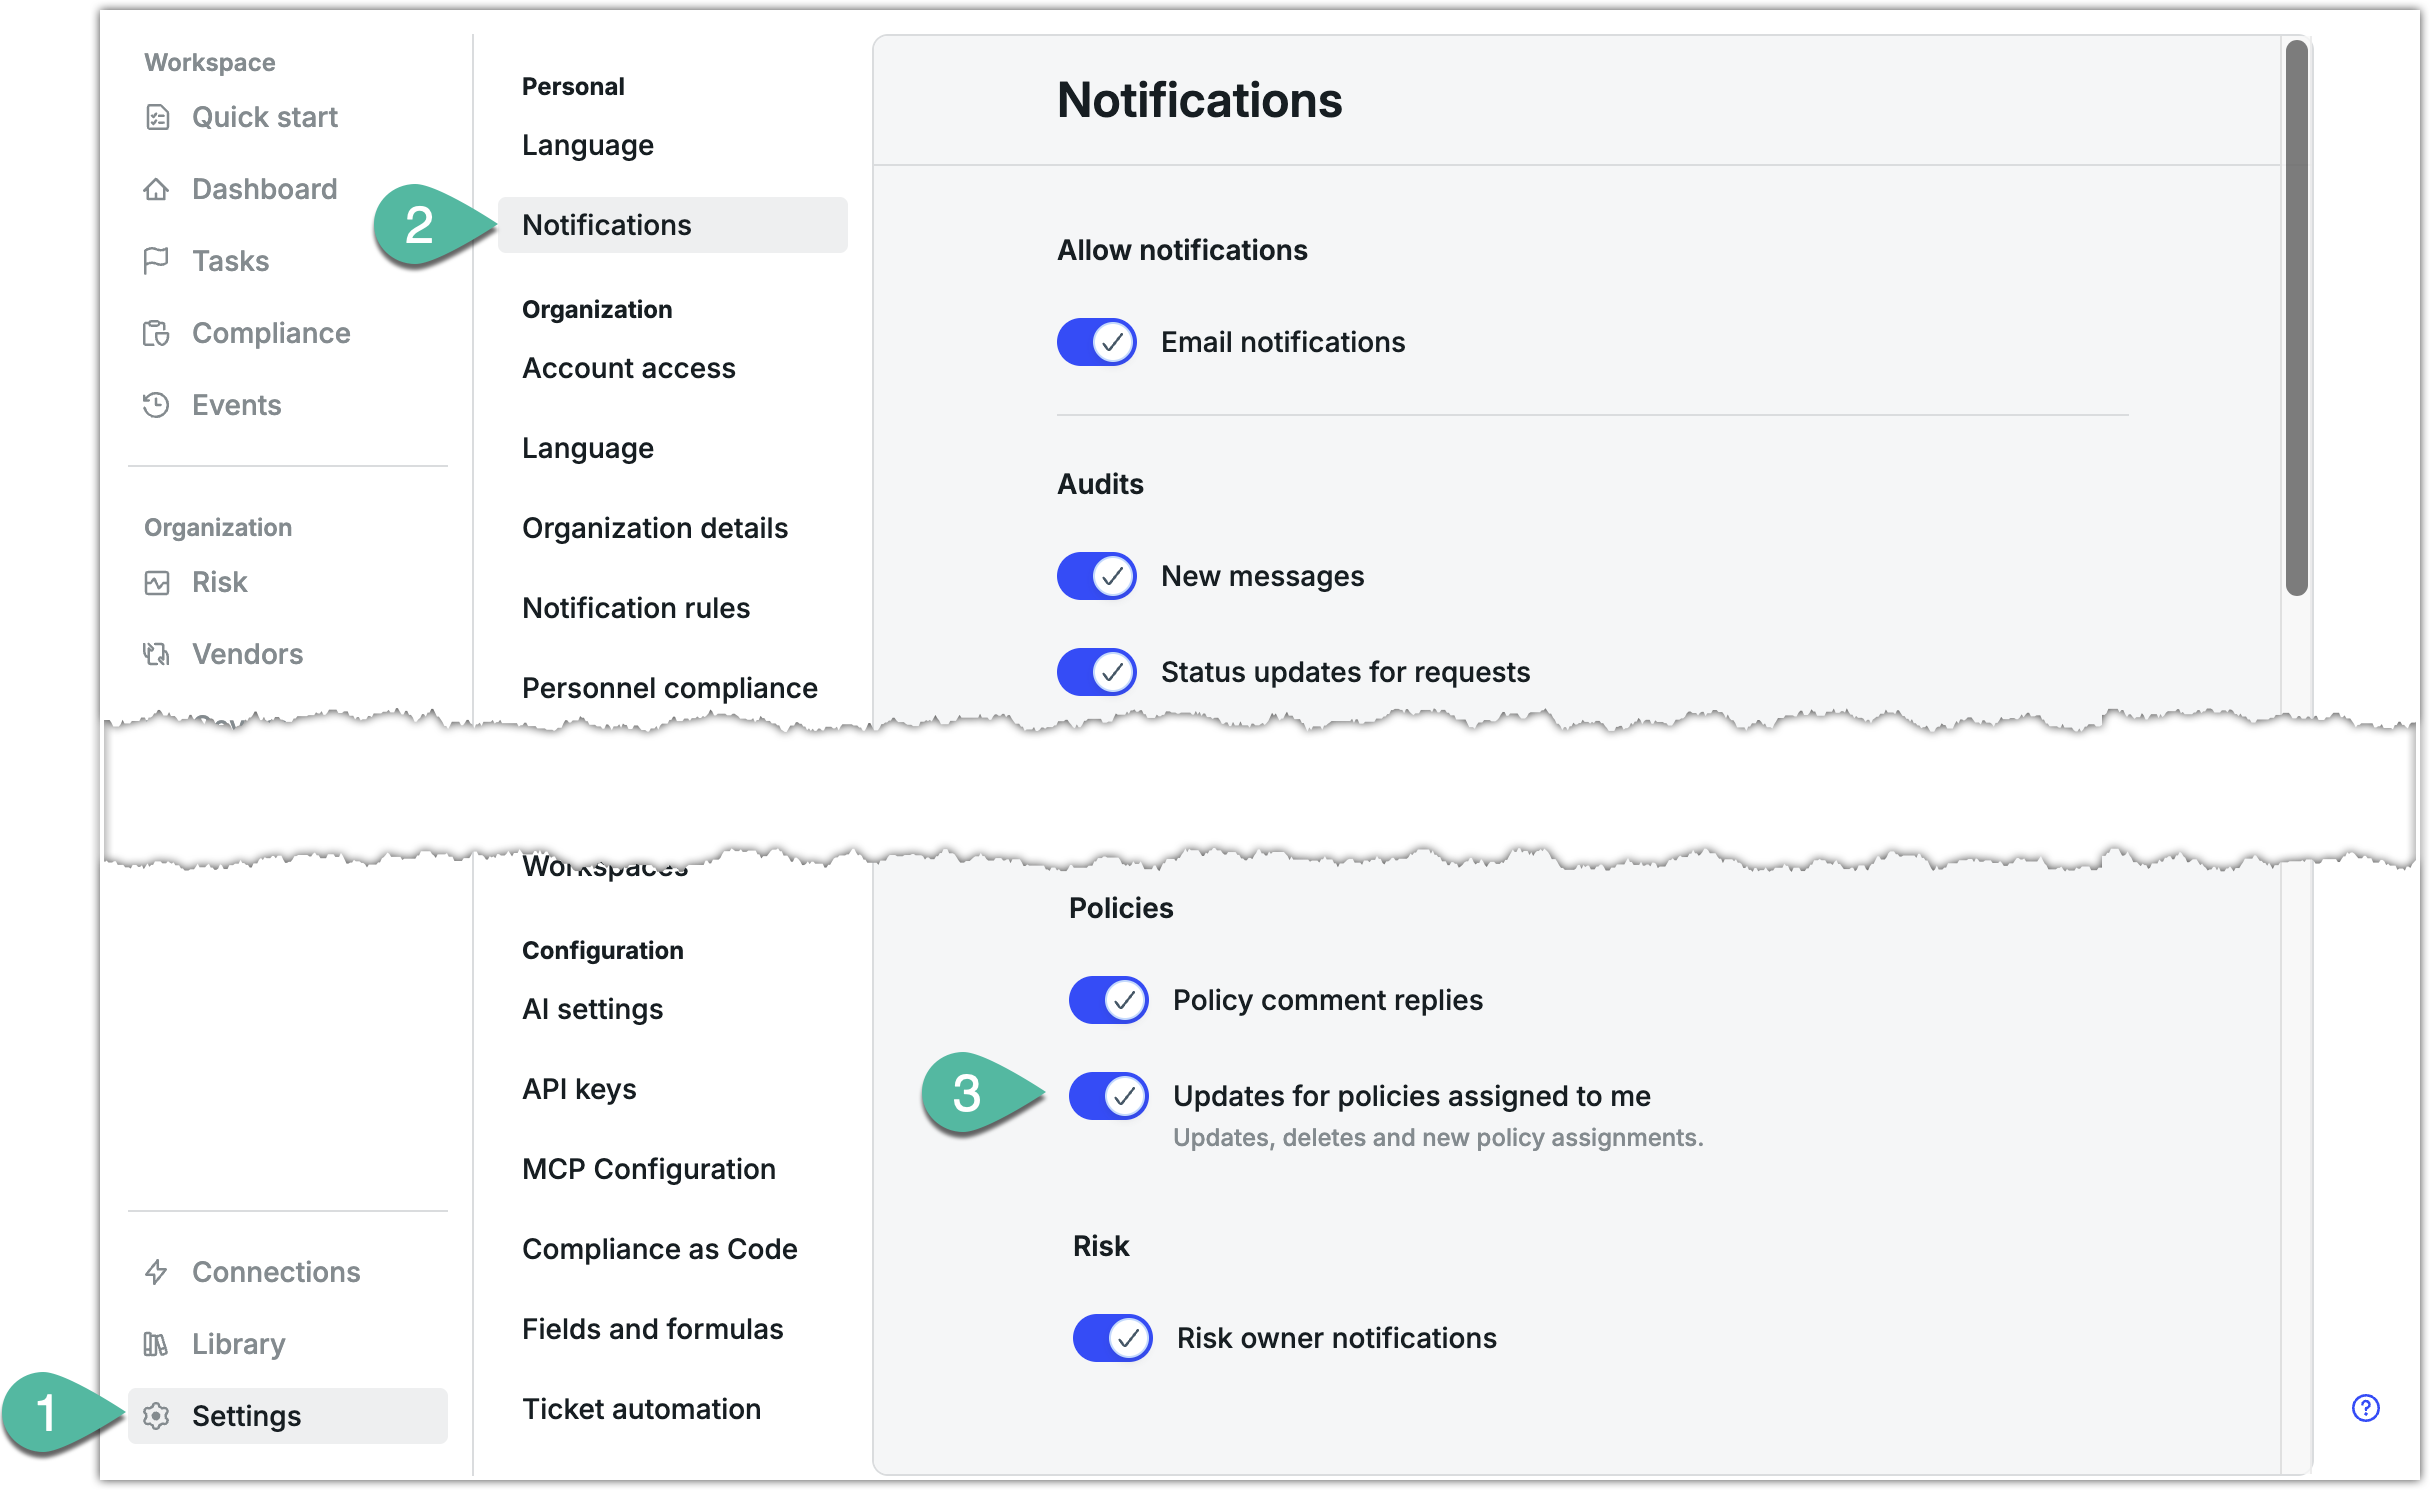 Workspace
Quick start
Dashboard
Tasks
Compliance
Events
Organization
Risk
Vendors
Connections
Library
1
Settings
Personal
Language
2
Notifications
Organization
Account access
Language
Organization details
Notification rules
Personnel compliance
Workspaces
Configuration
AI settings
API keys
MCP Configuration
Compliance as Code
Fields and formulas
Ticket automation
Notifications
Allow notifications
Email notifications
Audits
New messages
Status updates for requests
Policies
Policy comment replies
3
Updates for policies assigned to me
Updates, deletes and new policy assignments.
Risk
Risk owner notifications
?